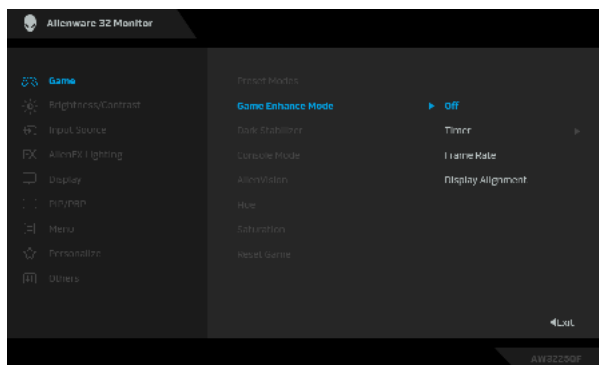 Alienware 32 Monitor
Game
Brightness/Contrast
Input Source
AlienFX Lighting
Display
PIP/PBP
Menu
Personalize
Others
Preset Modes
Game Enhance Mode
Dark Stabilizer
Console Mode
AlienVision
Hue
Saturation
Reset Game
Off
Timer
Frame Rate
Display Alignment
Exit
AW3225QF